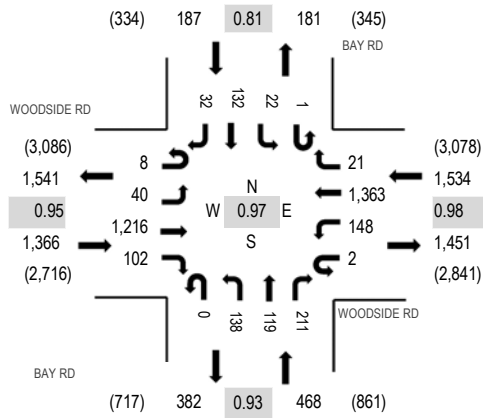 (334) 187 0.81 181 (345)
BAY RD
32 132 22 1
WOODSIDE RD
(3,086) (3,078)
8 21
1,541 1,534
40 1,363
N
0.95 W 0.97 E 0.98
1,216 148
S
1,366 1,451
102 2
(2,716) (2,841)
0 138 119 211
WOODSIDE RD
BAY RD
(717) 382 0.93 468 (861)